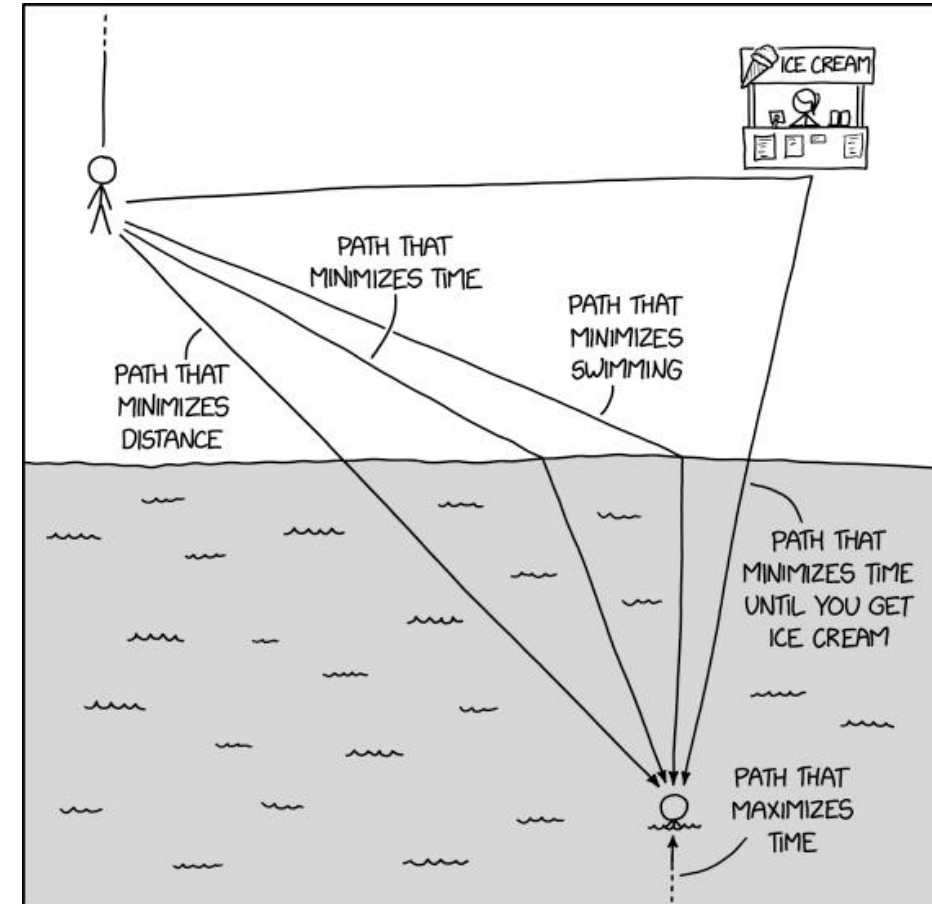 ICE CREAM
PATH THAT
MINIMIZES TIME
PATH THAT
MINIMIZES
SWIMMING
PATH THAT
MINIMIZES
DISTANCE
PATH THAT
MINIMIZES TIME
UNTIL YOU GET
ICE CREAM
PATH THAT
MAXIMIZES
TIME